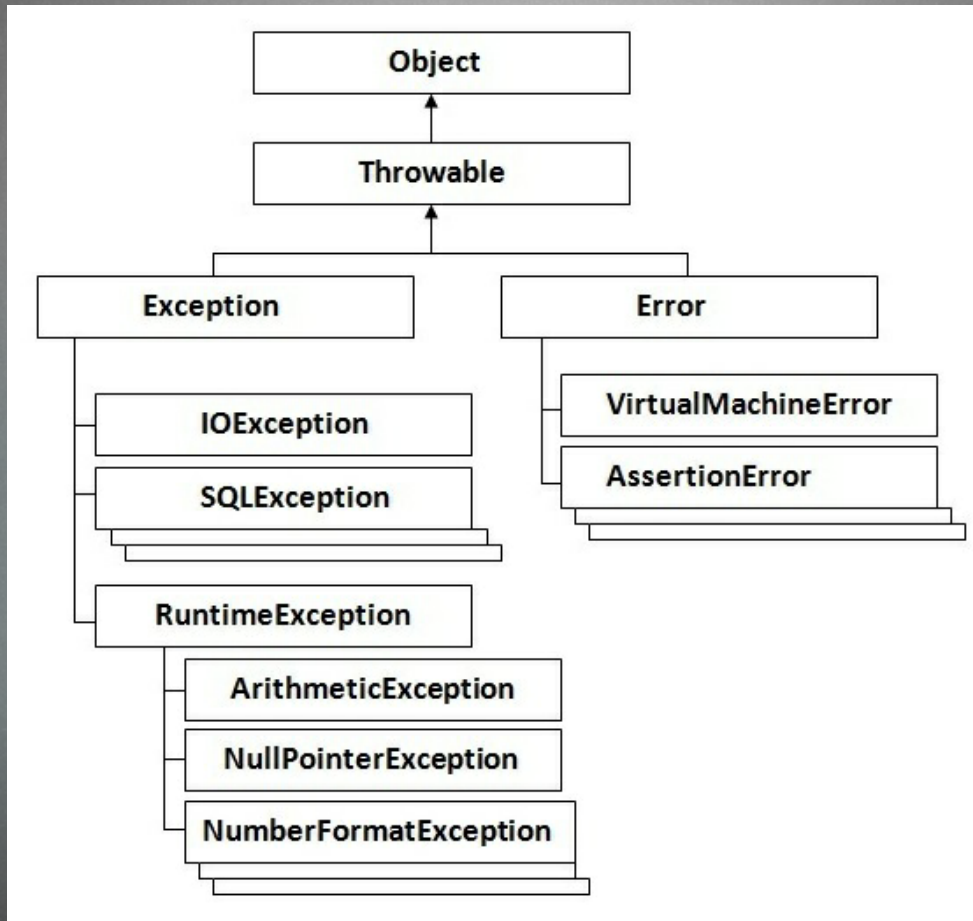 Object
Throwable
Exception
Error
IOException
SQLException
RuntimeException
ArithmeticException
NullPointerException
NumberFormatException
VirtualMachineError
AssertionError